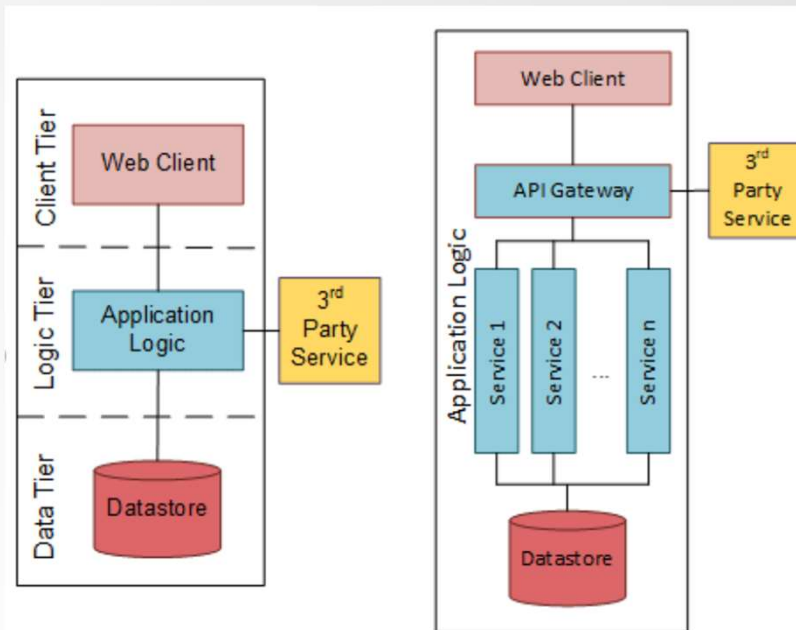 Client Tier
Web Client
Logic Tier
Application
Logic
3rd
Party
Service
Data Tier
Datastore
Web Client
API Gateway
3rd
Party
Service
Application Logic
Service 1
Service 2
...
Service n
Datastore